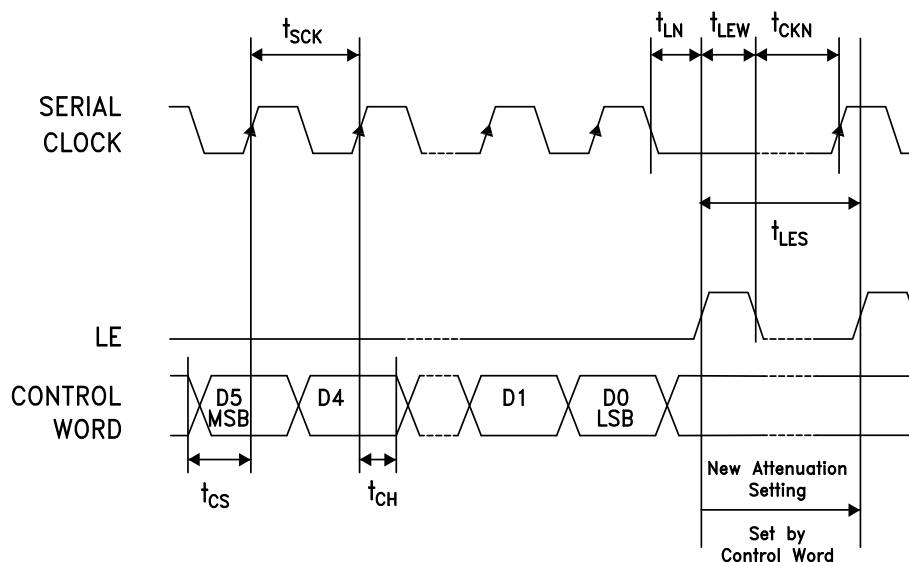 tSCK
tLN
tLEW
tCKN
SERIAL
CLOCK
tLES
LE
CONTROL
WORD
D5
MSB
D4
D1
D0
LSB
tCS
tCH
New Attenuation
Setting
Set by
Control Word